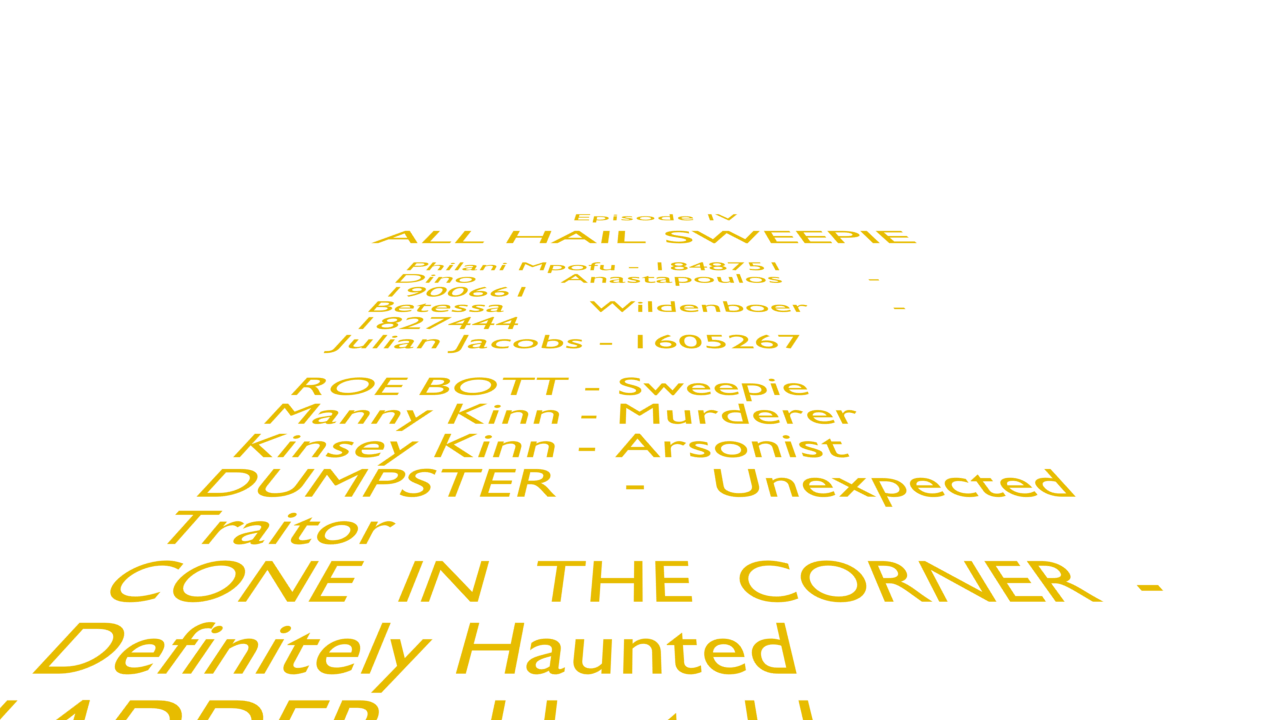 Episode IV
ALL HAIL SWEEPIE
Philani Mpofu - 1848751
Dino Anastapoulos -
1900661
Betessa Wildenboer -
1827444
Julian Jacobs - 1605267
ROE BOTT - Sweepie
Manny Kinn - Murderer
Kinsey Kinn - Arsonist
DUMPSTER - Unexpected
Traitor
CONE IN THE CORNER -
Definitely Haunted